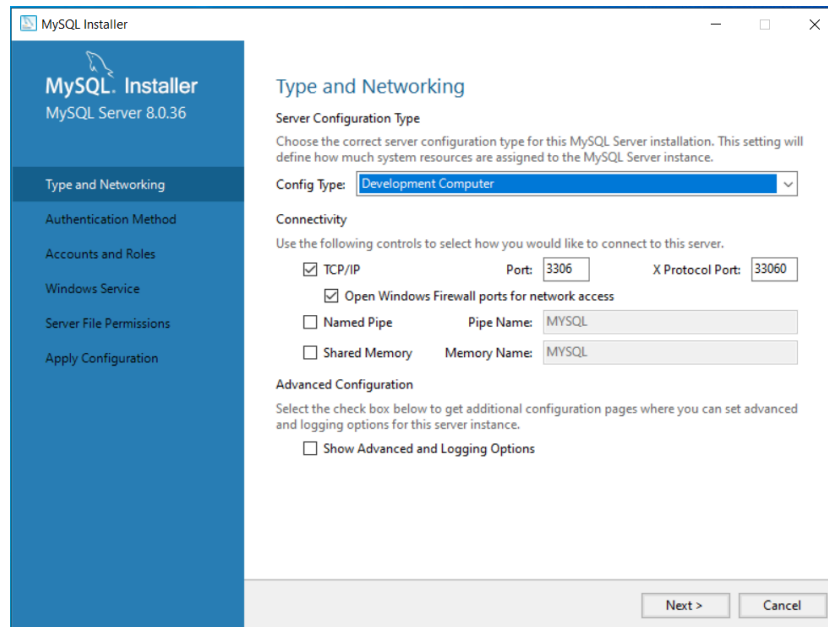 MySQL Installer
MySQL. Installer
MySQL Server 8.0.36
Type and Networking
Authentication Method
Accounts and Roles
Windows Service
Server File Permissions
Apply Configuration
Type and Networking
Server Configuration Type
Choose the correct server configuration type for this MySQL Server installation. This setting will
define how much system resources are assigned to the MySQL Server instance.
Config Type: Development Computer
Connectivity
Use the following controls to select how you would like to connect to this server.
TCP/IP Port: 3306 X Protocol Port: 33060
Open Windows Firewall ports for network access
Named Pipe Pipe Name: MYSQL
Shared Memory Memory Name: MYSQL
Advanced Configuration
Select the check box below to get additional configuration pages where you can set advanced
and logging options for this server instance.
Show Advanced and Logging Options
Next > Cancel